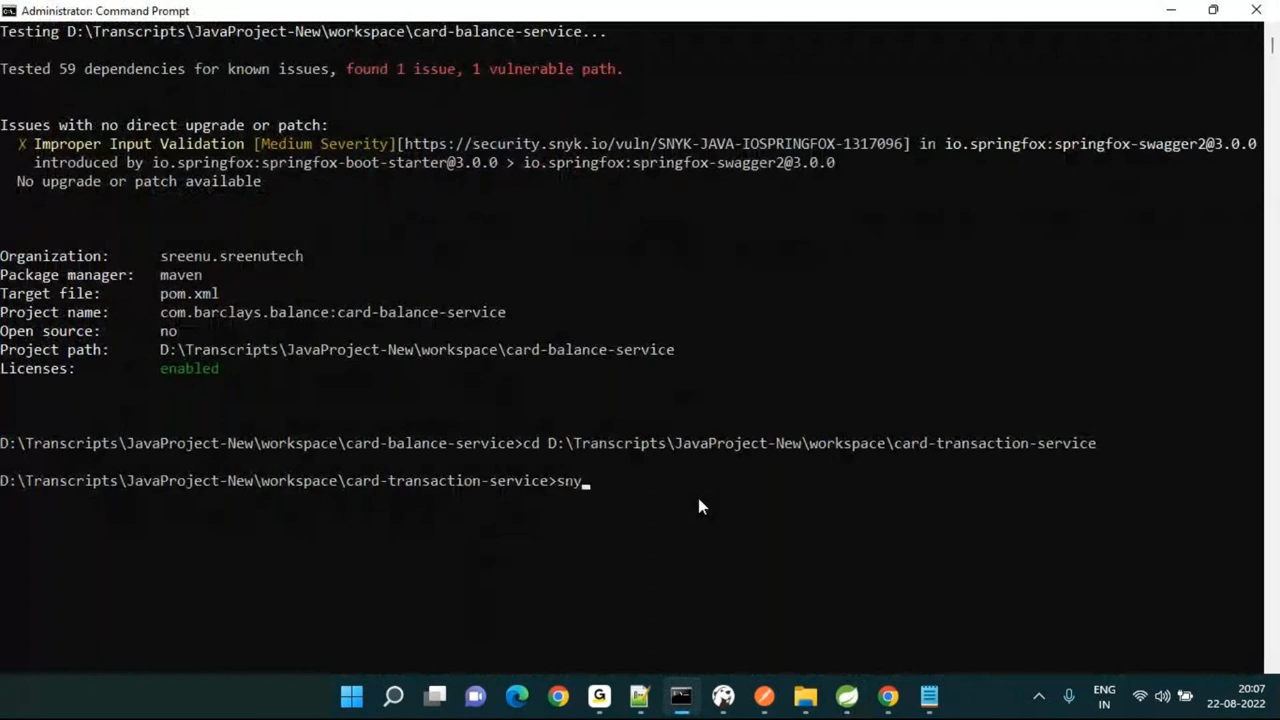 Administrator: Command Prompt
Testing D:\Transcripts\JavaProject-New\workspace\card-balance-service...
Tested 59 dependencies for known issues, found 1 issue, 1 vulnerable path.
Issues with no direct upgrade or patch:
X Improper Input Validation [Medium Severity][https://security.snyk.io/vuln/SNYK-JAVA-IOSPRINGFOX-1317096] in io.springfox:springfox-swagger2@3.0.0
introduced by io.springfox:springfox-boot-starter@3.0.0 > io.springfox:springfox-swagger2@3.0.0
No upgrade or patch available
Organization: sreenu.sreenutech
Package manager: maven
Target file: pom.xml
Project name: com.barclays.balance:card-balance-service
Open source: no
Project path: D:\Transcripts\JavaProject-New\workspace\card-balance-service
Licenses: enabled
D:\Transcripts\JavaProject-New\workspace\card-balance-service>cd D:\Transcripts\JavaProject-New\workspace\card-transaction-service
D:\Transcripts\JavaProject-New\workspace\card-transaction-service>sny
ENG
IN
20:07
22-08-2022